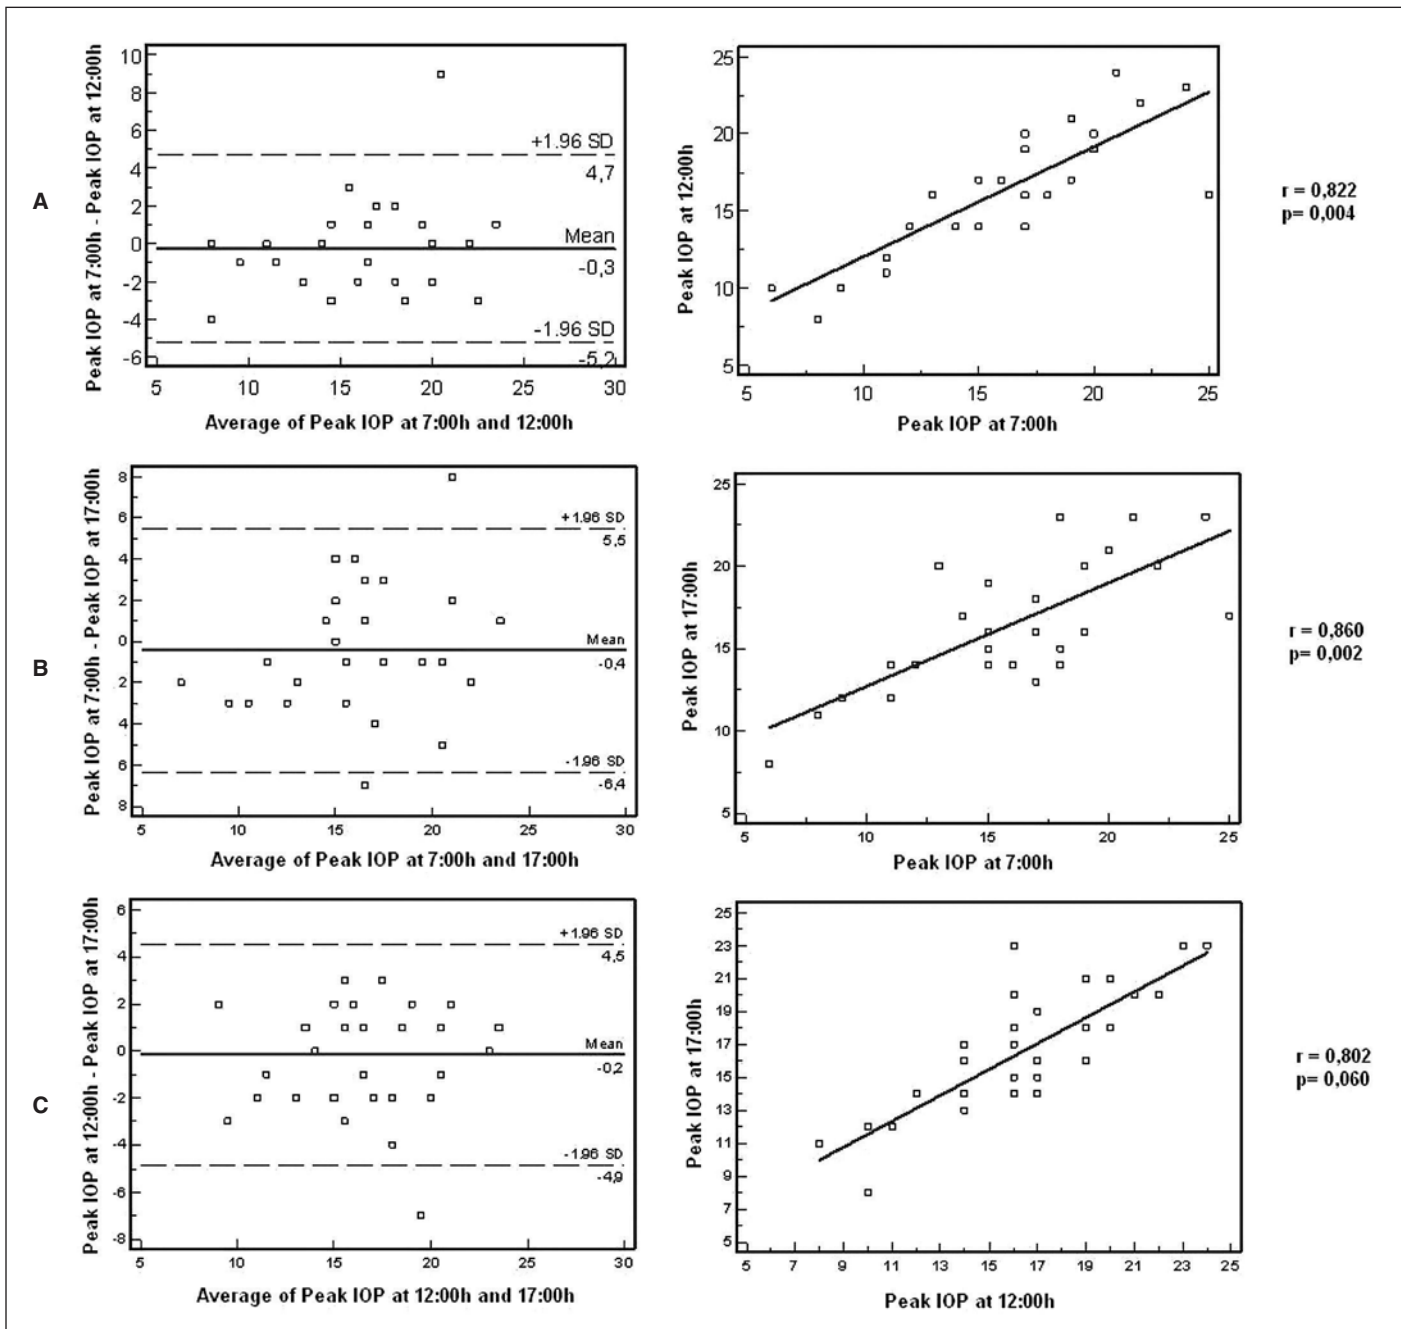 A
Peak IOP at 7:00h - Peak IOP at 12:00h
10
8
6
4
2
0
-2
-4
-6
+1.96 SD
4,7
Mean
-0,3
-1.96 SD
-5,2
5 10 15 20 25 30
Average of Peak IOP at 7:00h and 12:00h
Peak IOP at 12:00h
25
20
15
10
5
5 10 15 20 25
Peak IOP at 7:00h
r = 0,822
p= 0,004
B
Peak IOP at 7:00h - Peak IOP at 17:00h
8
6
4
2
0
2
4
6
8
+1.96 SD
5,5
Mean
-0,4
-1.96 SD
-6,4
5 10 15 20 25 30
Average of Peak IOP at 7:00h and 17:00h
Peak IOP at 17:00h
25
20
15
10
5
5 10 15 20 25
Peak IOP at 7:00h
r = 0,860
p= 0,002
C
Peak IOP at 12:00h - Peak IOP at 17:00h
6
4
2
0
-2
-4
-6
-8
+1.96 SD
4,5
Mean
-0,2
-1.96 SD
-4,9
5 10 15 20 25 30
Average of Peak IOP at 12:00h and 17:00h
Peak IOP at 17:00h
25
23
21
19
17
15
13
11
9
7
5
5 7 9 11 13 15 17 19 21 23 25
Peak IOP at 12:00h
r = 0,802
p= 0,060